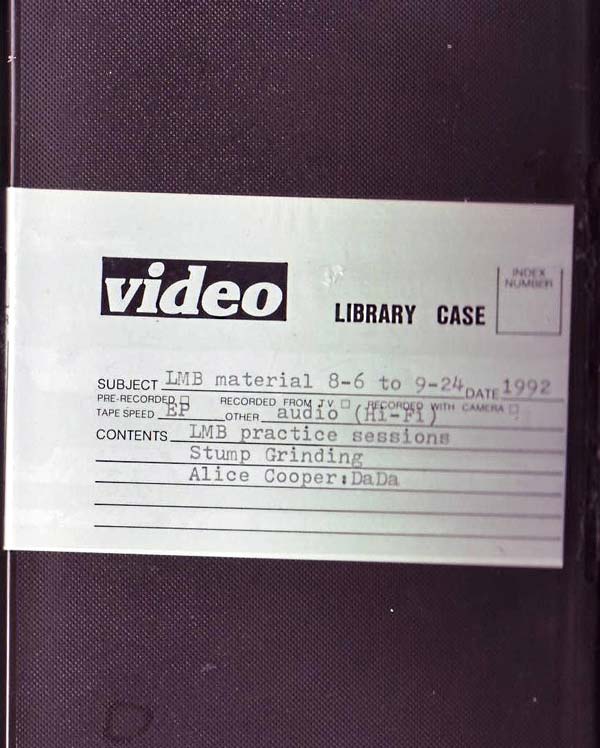 video
LIBRARY CASE
INDEX
NUMBER
SUBJECT LMB material 8-6 to 9-24 DATE 1992
PRE-RECORDED RECORDED FROM TV RECORDED WITH CAMERA
TAPE SPEED EP OTHER audio (Hi-Fi)
CONTENTS LMB practice sessions
Stump Grinding
Alice Cooper:DaDa